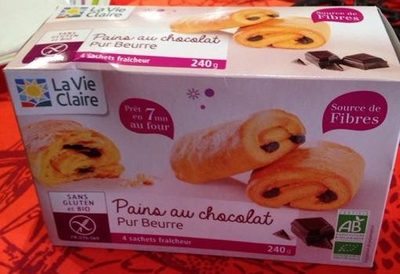 La Vie
Claire
Source de
Fibres
Pains au chocolat
Pur Beurre
4 sachets fraîcheur
240g
La Vie
Claire
Prêt
en 7 min
au four
Source de
Fibres
SANS
GLUTEN
et BIO
Pains au chocolat
Pur Beurre
4 sachets fraîcheur
240g
AB